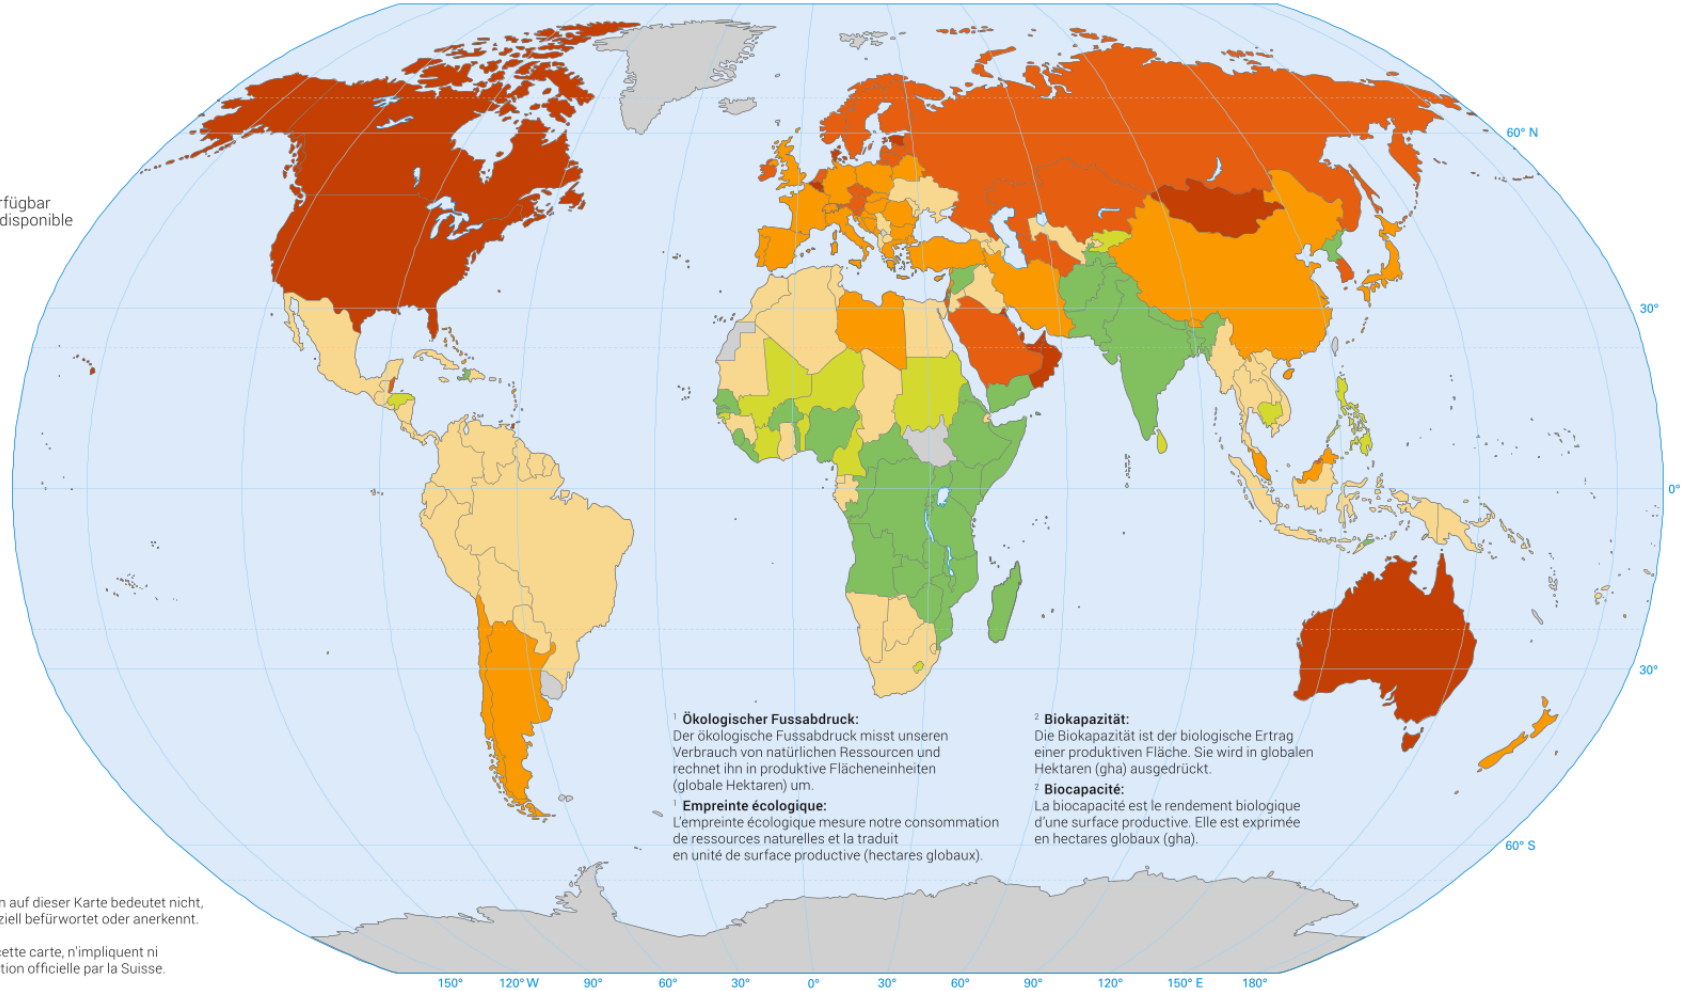 rfügbar
disponible
60° N
30°
0°
30°
60° S
¹ Ökologischer Fussabdruck:
Der ökologische Fussabdruck misst unseren
Verbrauch von natürlichen Ressourcen und
rechnet ihn in produktive Flächeneinheiten
(globale Hektaren) um.
¹ Empreinte écologique:
L'empreinte écologique mesure notre consommation
de ressources naturelles et la traduit
en unité de surface productive (hectares globaux).
² Biokapazität:
Die Biokapazität ist der biologische Ertrag
einer produktiven Fläche. Sie wird in globalen
Hektaren (gha) ausgedrückt.
² Biocapacité:
La biocapacité est le rendement biologique
d'une surface productive. Elle est exprimée
en hectares globaux (gha).
n auf dieser Karte bedeutet nicht,
ziell befürwortet oder anerkennt.
cette carte, n'impliquent ni
tion officielle par la Suisse.
150° 120° W 90° 60° 30° 0° 30° 60° 90° 120° 150° E 180°